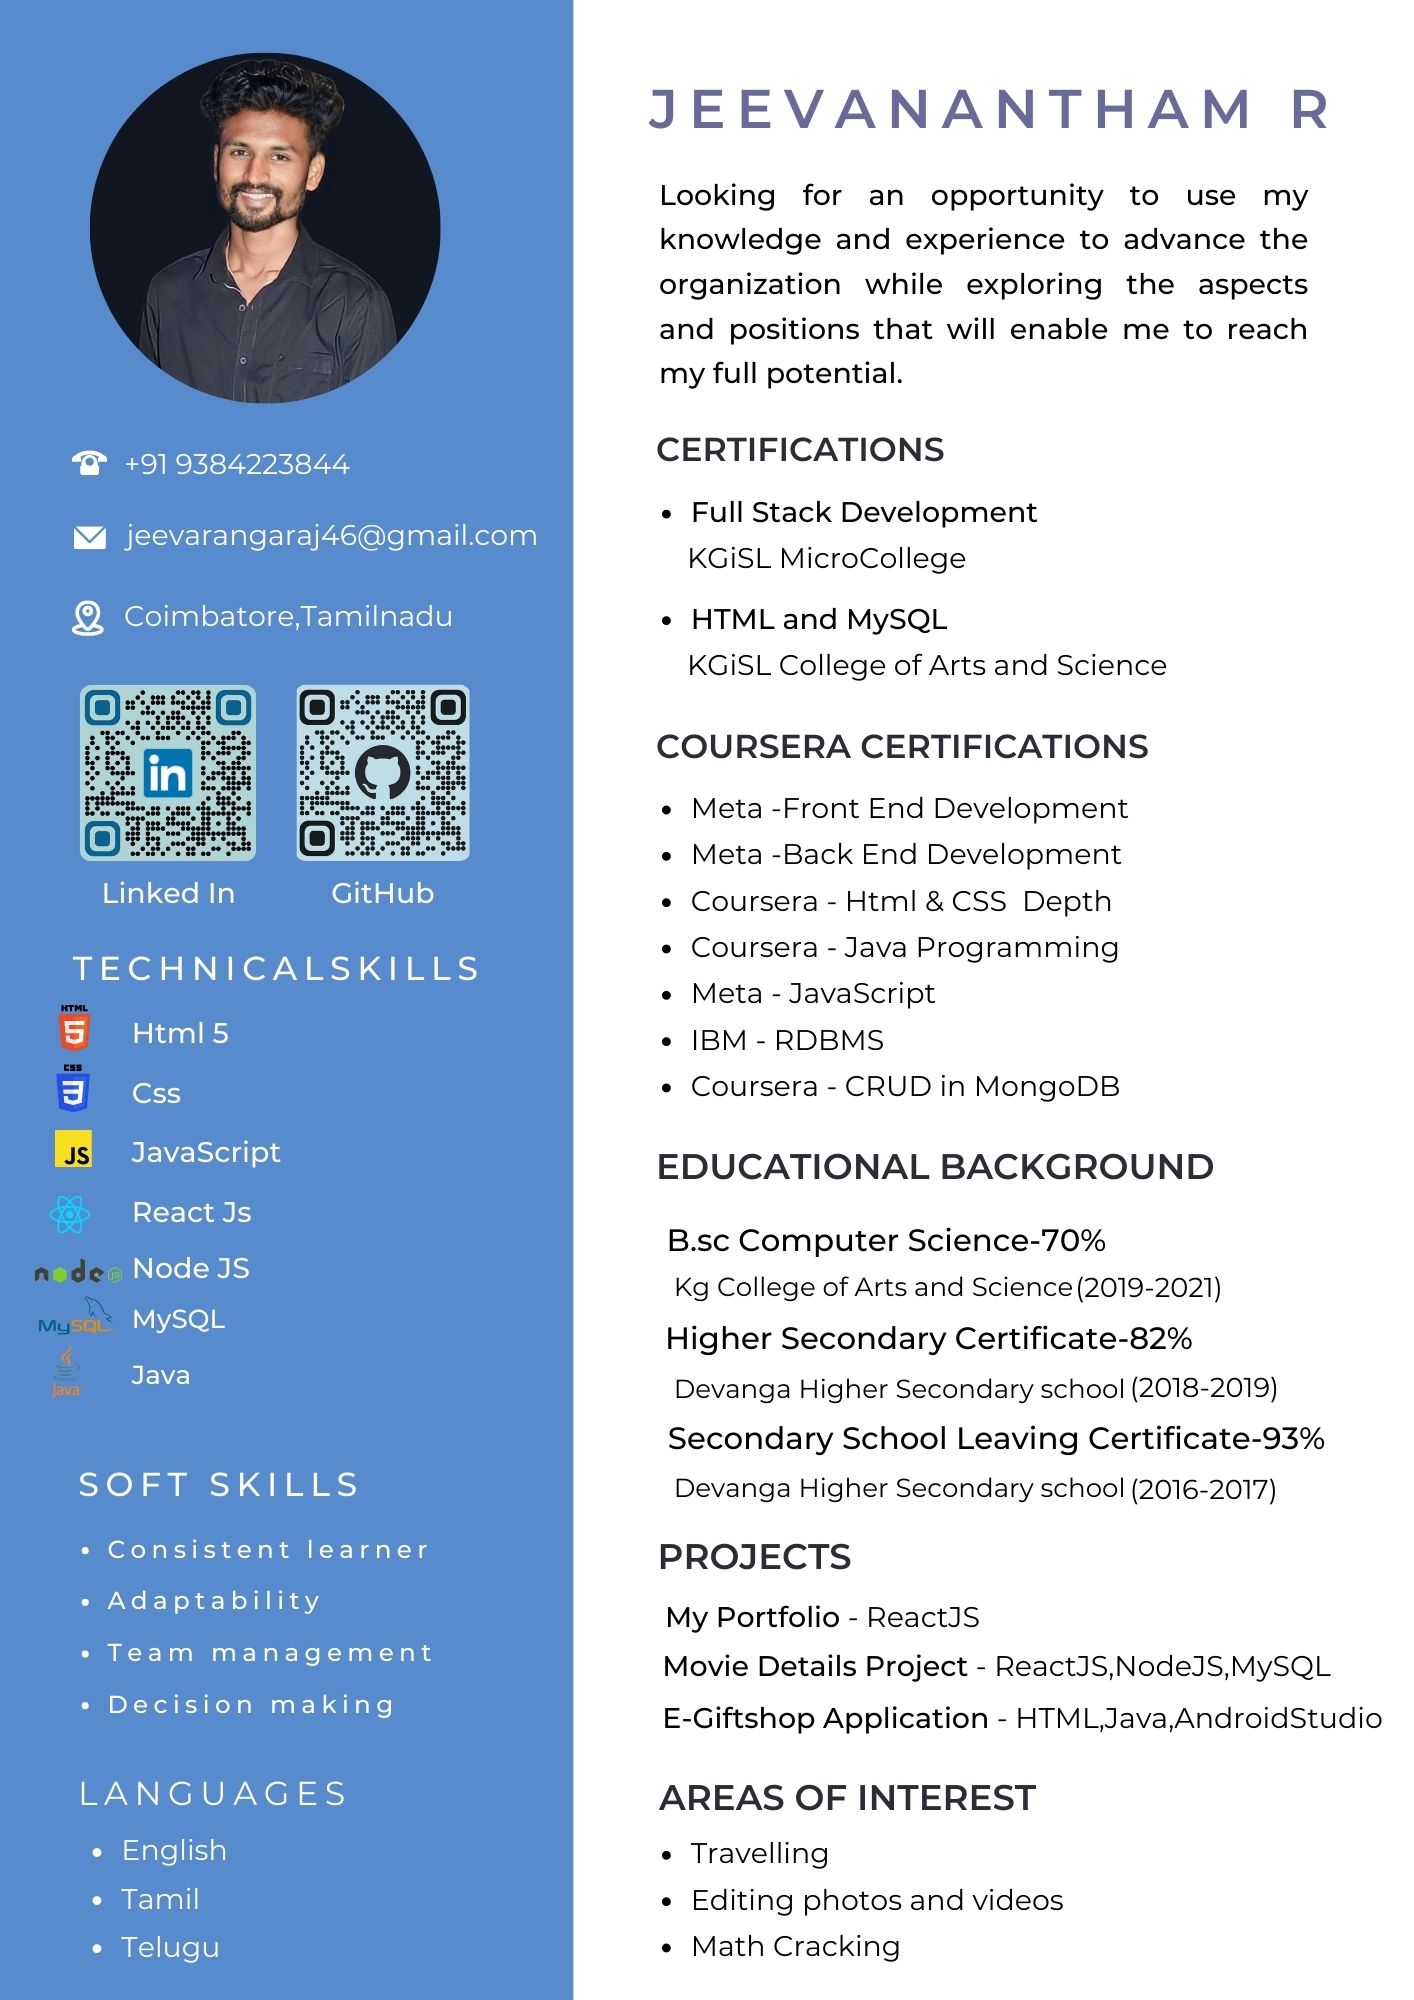 +91 9384223844
jeevarangaraj46@gmail.com
Coimbatore,Tamilnadu
in
Linked In
GitHub
TECHNICALSKILLS
HTML
5
Html 5
CSS
3
Css
JS
JavaScript
React Js
node JS
Node JS
MySQL
MySQL
Java
Java
SOFT SKILLS
• Consistent learner
• Adaptability
• Team management
• Decision making
LANGUAGES
• English
• Tamil
• Telugu
JEEVANANTHAM R
Looking for an opportunity to use my
knowledge and experience to advance the
organization while exploring the aspects
and positions that will enable me to reach
my full potential.
CERTIFICATIONS
• Full Stack Development
KGiSL MicroCollege
• HTML and MySQL
KGiSL College of Arts and Science
COURSERA CERTIFICATIONS
• Meta -Front End Development
• Meta -Back End Development
• Coursera - Html & CSS Depth
• Coursera - Java Programming
• Meta - JavaScript
• IBM - RDBMS
• Coursera - CRUD in MongoDB
EDUCATIONAL BACKGROUND
B.sc Computer Science-70%
Kg College of Arts and Science (2019-2021)
Higher Secondary Certificate-82%
Devanga Higher Secondary school (2018-2019)
Secondary School Leaving Certificate-93%
Devanga Higher Secondary school (2016-2017)
PROJECTS
My Portfolio - ReactJS
Movie Details Project - ReactJS,NodeJS,MySQL
E-Giftshop Application - HTML,Java,AndroidStudio
AREAS OF INTEREST
• Travelling
• Editing photos and videos
• Math Cracking